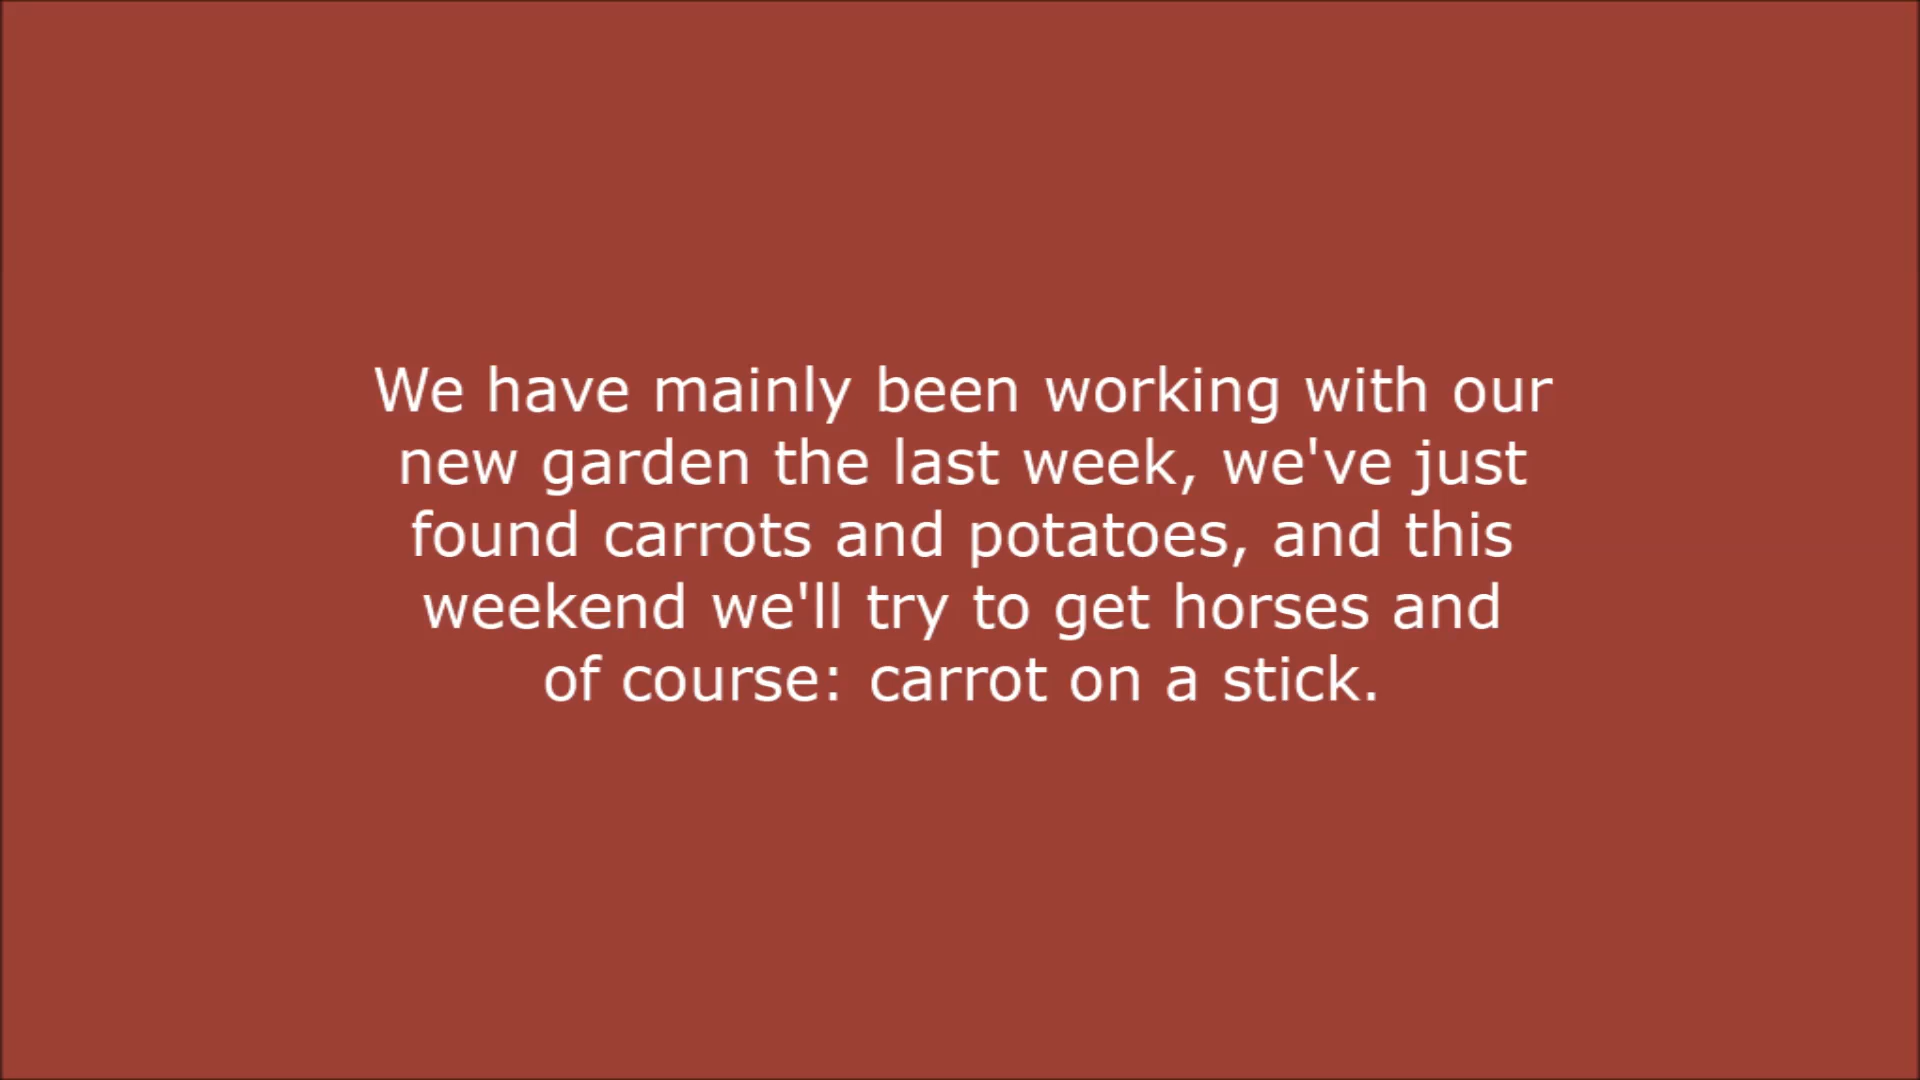 We have mainly been working with our
new garden the last week, we've just
found carrots and potatoes, and this
weekend we'll try to get horses and
of course: carrot on a stick.